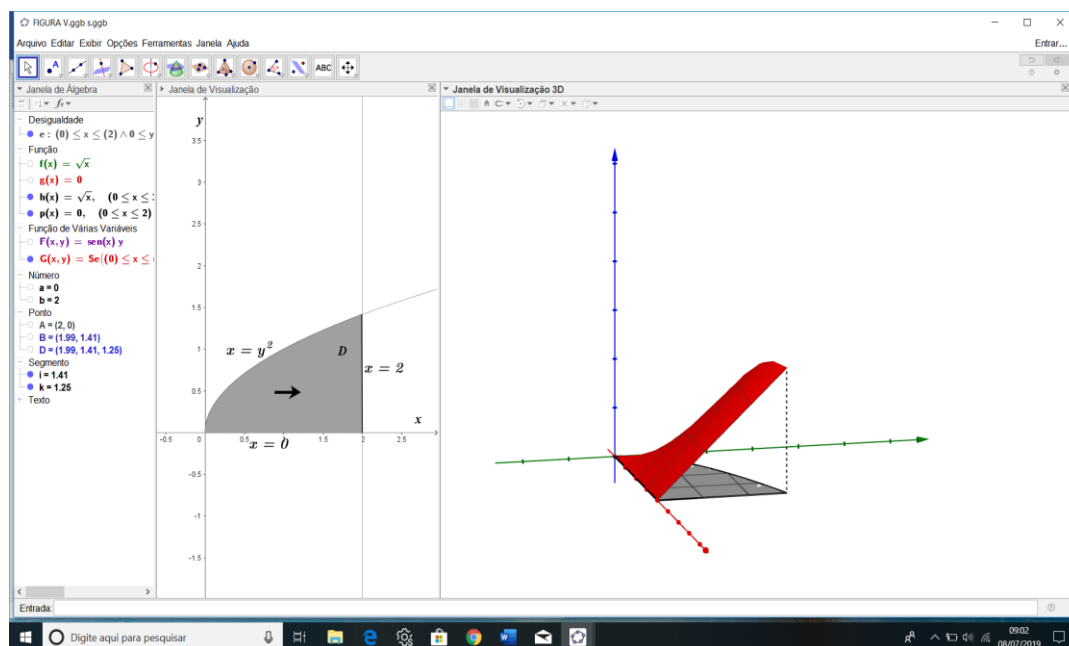 FIGURA V.ggb s.ggb
Arquivo Editar Exibir Opções Ferramentas Janela Ajuda
Entrar...
ABC
Janela de Álgebra
Janela de Visualização
Janela de Visualização 3D
Desigualdade
e : (0) ≤ x ≤ (2) ∧ 0 ≤ y
Função
f(x) = √x
g(x) = 0
h(x) = √x, (0 ≤ x ≤
p(x) = 0, (0 ≤ x ≤ 2)
Função de Várias Variáveis
F(x,y) = sen(x) y
G(x,y) = Se((0) ≤ x ≤
Número
a = 0
b = 2
Ponto
A = (2, 0)
B = (1.99, 1.41)
D = (1.99, 1.41, 1.25)
Segmento
i = 1.41
k = 1.25
Texto
y
3.5
3
2.5
2
1.5
1
0.5
-0.5
0
0.5
1
1.5
2
2.5
-0.5
-1
-1.5
x = y²
D
x = 2
x
x = 0
Entrada:
Digite aqui para pesquisar
09:02
08/07/2019